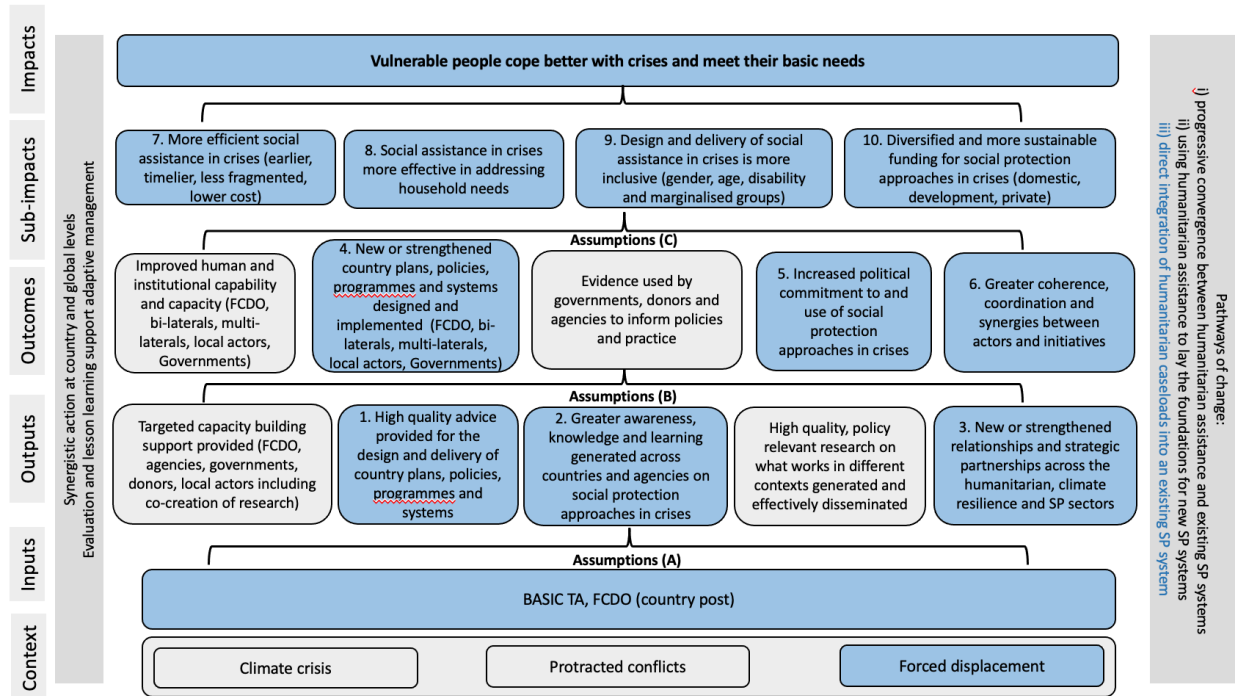 Impacts
Vulnerable people cope better with crises and meet their basic needs
Sub-impacts
7. More efficient social
assistance in crises (earlier,
timelier, less fragmented,
lower cost)
8. Social assistance in crises
more effective in addressing
household needs
9. Design and delivery of social
assistance in crises is more
inclusive (gender, age, disability
and marginalised groups)
10. Diversified and more sustainable
funding for social protection
approaches in crises (domestic,
development, private)
Assumptions (C)
Outcomes
Improved human and
institutional capability
and capacity (FCDO,
bi-laterals, multi-
laterals, local actors,
Governments)
4. New or strengthened
country plans, policies,
programmes and systems
designed and
implemented (FCDO, bi-
laterals, multi-laterals,
local actors, Governments)
Evidence used by
governments, donors and
agencies to inform policies
and practice
5. Increased political
commitment to and
use of social
protection
approaches in crises
6. Greater coherence,
coordination and
synergies between
actors and initiatives
Assumptions (B)
Outputs
Targeted capacity building
support provided (FCDO,
agencies, governments,
donors, local actors including
co-creation of research)
1. High quality advice
provided for the
design and delivery of
country plans, policies,
programmes and
systems
2. Greater awareness,
knowledge and learning
generated across
countries and agencies on
social protection
approaches in crises
High quality, policy
relevant research on
what works in different
contexts generated and
effectively disseminated
3. New or strengthened
relationships and strategic
partnerships across the
humanitarian, climate
resilience and SP sectors
Assumptions (A)
Inputs
BASIC TA, FCDO (country post)
Context
Climate crisis
Protracted conflicts
Forced displacement
Synergistic action at country and global levels
Evaluation and lesson learning support adaptive management
Pathways of change:
i) progressive convergence between humanitarian assistance and existing SP systems
ii) using humanitarian assistance to lay the foundations for new SP systems
iii) direct integration of humanitarian caseloads into an existing SP system